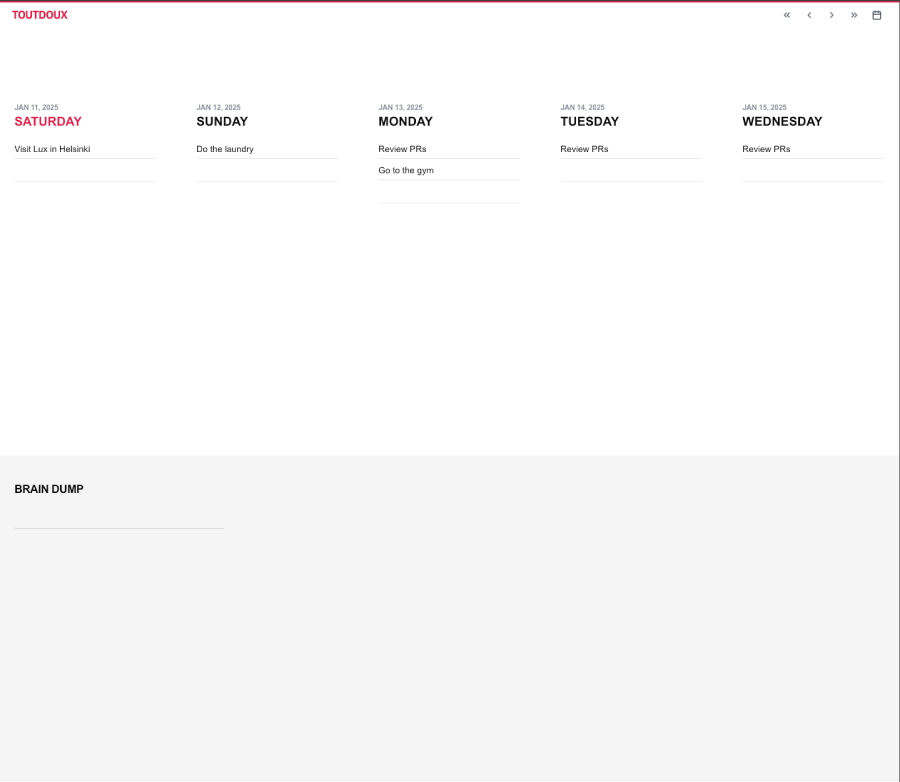 TOUTDOUX
JAN 11, 2025
SATURDAY
Visit Lux in Helsinki
JAN 12, 2025
SUNDAY
Do the laundry
JAN 13, 2025
MONDAY
Review PRs
Go to the gym
JAN 14, 2025
TUESDAY
Review PRs
JAN 15, 2025
WEDNESDAY
Review PRs
BRAIN DUMP